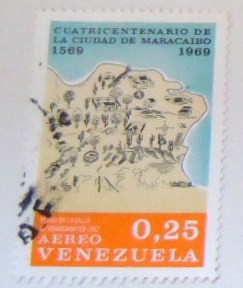 CUATRICENTENARIO DE
LA CIUDAD DE MARACAIBO
1569 1969
0,25
AEREO
VENEZUELA